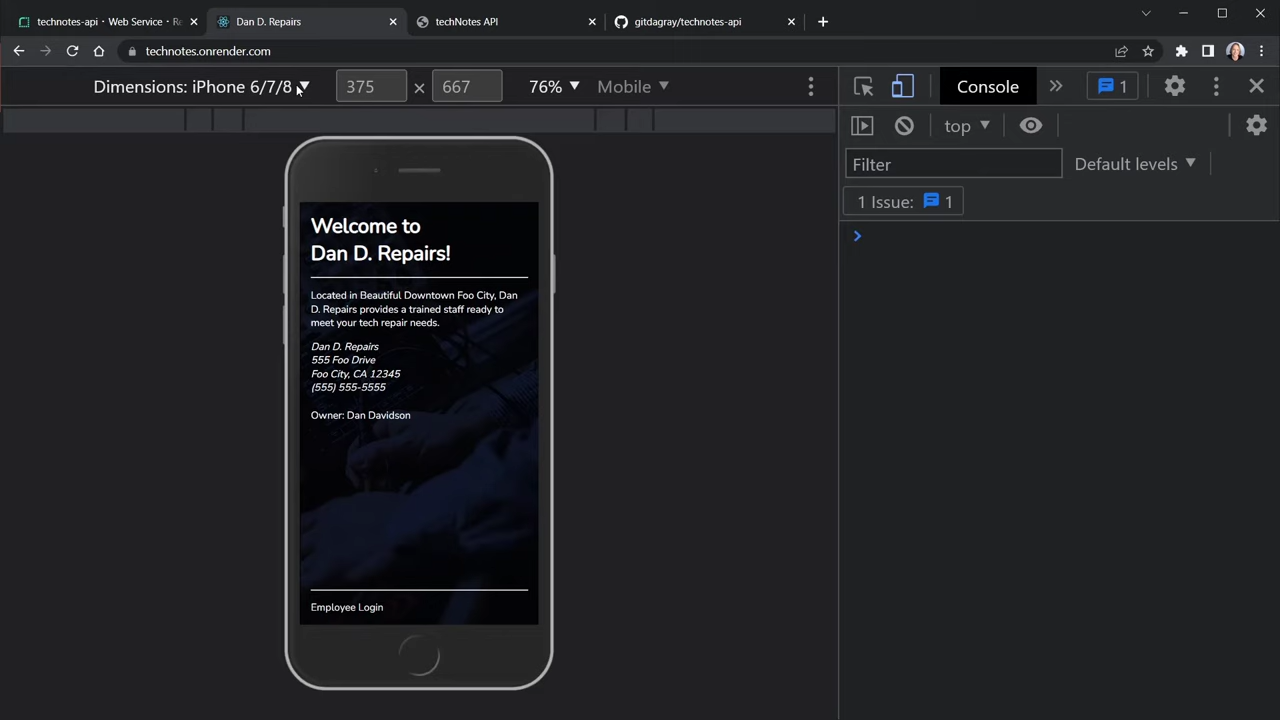 technotes-api · Web Service · Re
Dan D. Repairs
techNotes API
gitdagray/technotes-api
technotes.onrender.com
Dimensions: iPhone 6/7/8
375 × 667
76%
Mobile
Console
1
top
Filter
Default levels
1 Issue: 1
Welcome to
Dan D. Repairs!
Located in Beautiful Downtown Foo City, Dan
D. Repairs provides a trained staff ready to
meet your tech repair needs.
Dan D. Repairs
555 Foo Drive
Foo City, CA 12345
(555) 555-5555
Owner: Dan Davidson
Employee Login